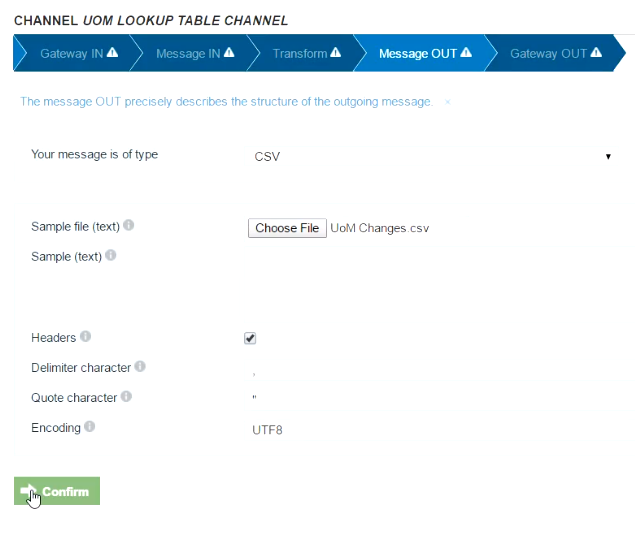 CHANNEL UOM LOOKUP TABLE CHANNEL
Gateway IN Message IN Transform Message OUT Gateway OUT
The message OUT precisely describes the structure of the outgoing message. ×
Your message is of type CSV
Sample file (text) Choose File UoM Changes.csv
Sample (text)
Headers
Delimiter character ,
Quote character "
Encoding UTF8
Confirm